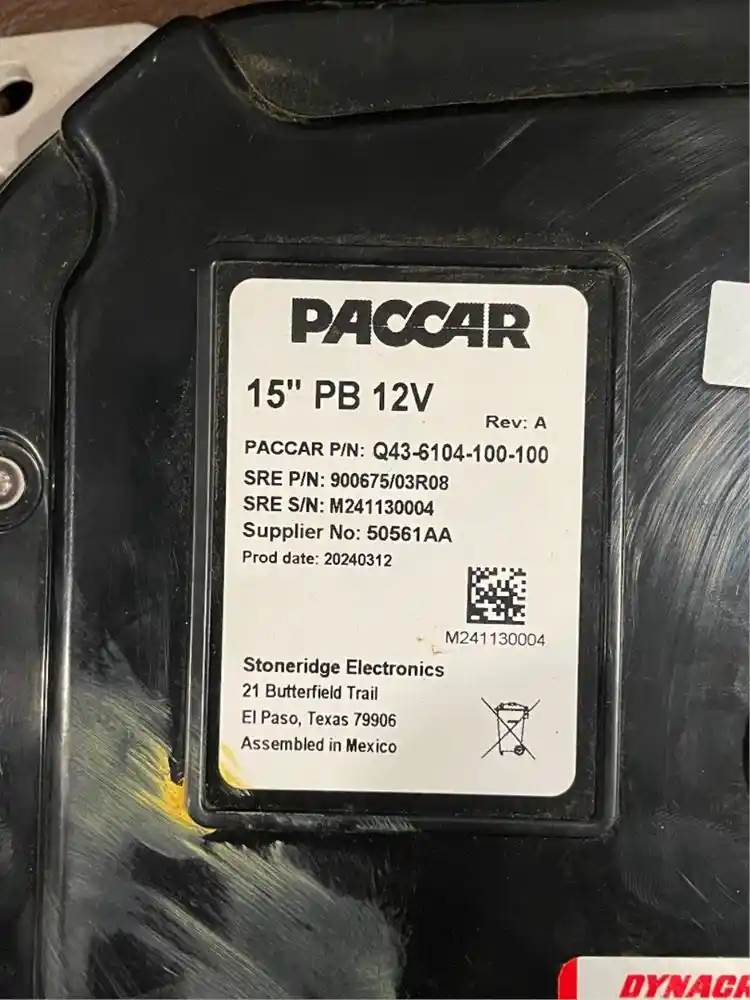 PACCAR
15" PB 12V
Rev: A
PACCAR P/N: Q43-6104-100-100
SRE P/N: 900675/03R08
SRE S/N: M241130004
Supplier No: 50561AA
Prod date: 20240312
M241130004
Stoneridge Electronics
21 Butterfield Trail
El Paso, Texas 79906
Assembled in Mexico